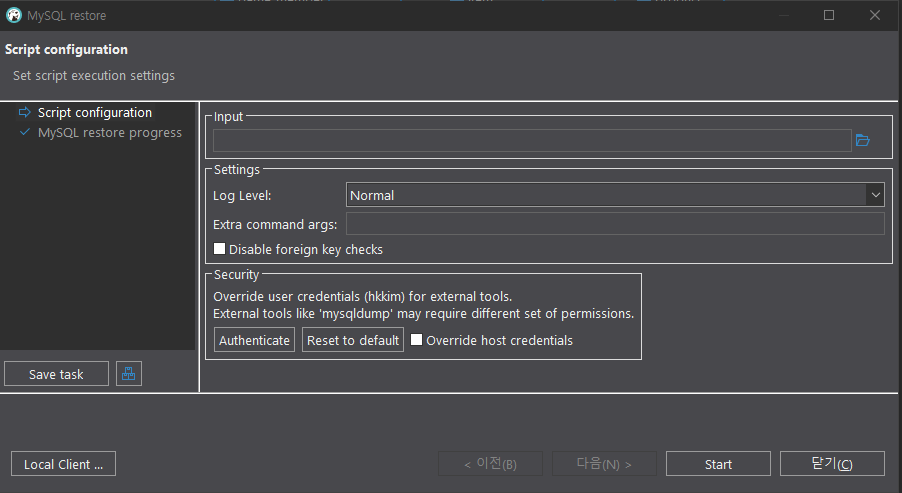 MySQL restore
Script configuration
Set script execution settings
Script configuration
MySQL restore progress
Input
Settings
Log Level:
Normal
Extra command args:
Disable foreign key checks
Security
Override user credentials (hkkim) for external tools.
External tools like 'mysqldump' may require different set of permissions.
Authenticate
Reset to default
Override host credentials
Save task
Local Client ...
< 이전(B)
다음(N) >
Start
닫기(C)